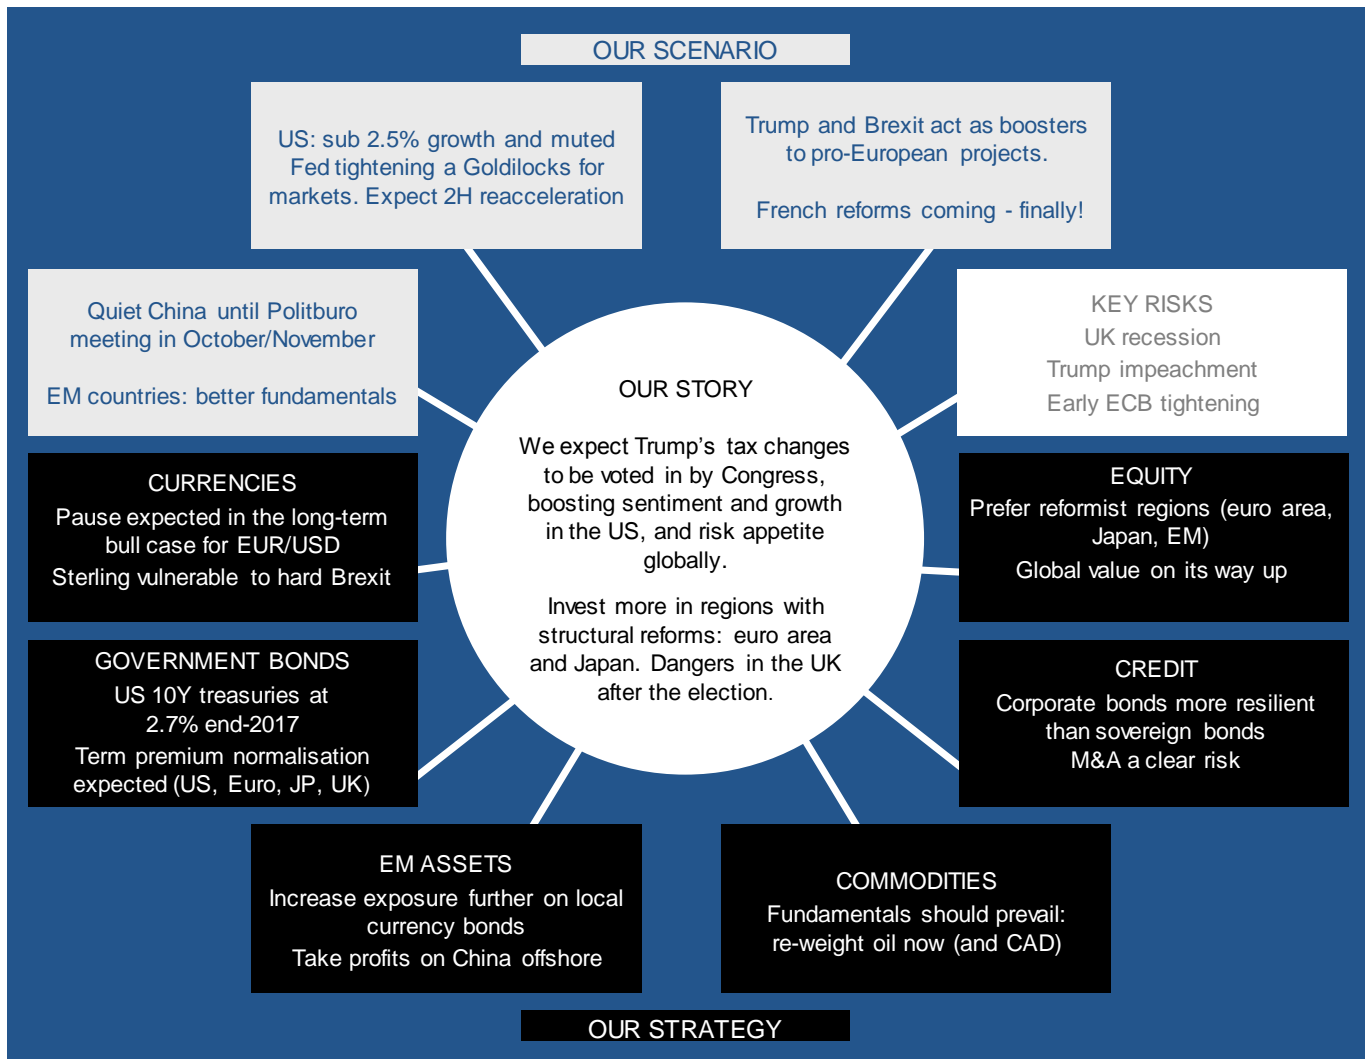 OUR SCENARIO
US: sub 2.5% growth and muted
Fed tightening a Goldilocks for
markets. Expect 2H reacceleration
Trump and Brexit act as boosters
to pro-European projects.
French reforms coming - finally!
Quiet China until Politburo
meeting in October/November
EM countries: better fundamentals
KEY RISKS
UK recession
Trump impeachment
Early ECB tightening
OUR STORY
We expect Trump’s tax changes
to be voted in by Congress,
boosting sentiment and growth
in the US, and risk appetite
globally.
Invest more in regions with
structural reforms: euro area
and Japan. Dangers in the UK
after the election.
CURRENCIES
Pause expected in the long-term
bull case for EUR/USD
Sterling vulnerable to hard Brexit
EQUITY
Prefer reformist regions (euro area,
Japan, EM)
Global value on its way up
GOVERNMENT BONDS
US 10Y treasuries at
2.7% end-2017
Term premium normalisation
expected (US, Euro, JP, UK)
CREDIT
Corporate bonds more resilient
than sovereign bonds
M&A a clear risk
EM ASSETS
Increase exposure further on local
currency bonds
Take profits on China offshore
COMMODITIES
Fundamentals should prevail:
re-weight oil now (and CAD)
OUR STRATEGY